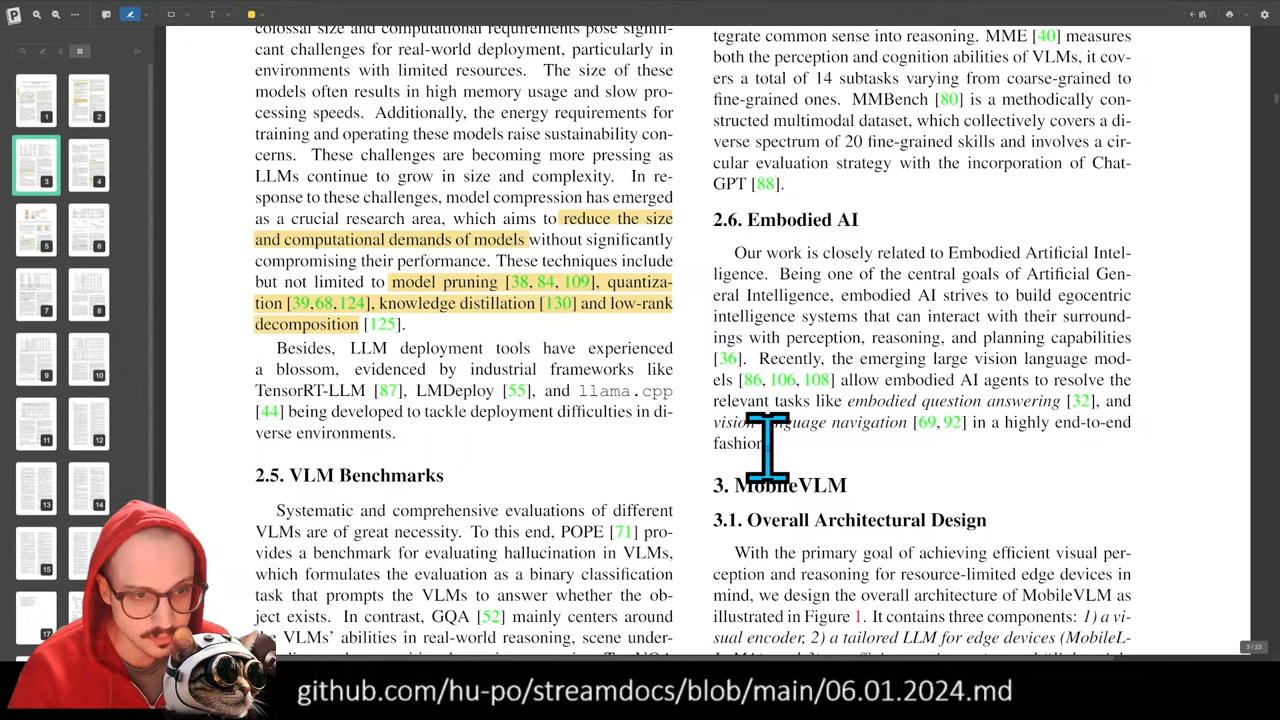 colossal size and computational requirements pose signif-
icant challenges for real-world deployment, particularly in
environments with limited resources. The size of these
models often results in high memory usage and slow pro-
cessing speeds. Additionally, the energy requirements for
training and operating these models raise sustainability con-
cerns. These challenges are becoming more pressing as
LLMs continue to grow in size and complexity. In re-
sponse to these challenges, model compression has emerged
as a crucial research area, which aims to reduce the size
and computational demands of models without significantly
compromising their performance. These techniques include
but not limited to model pruning [38, 81, 109], quantiza-
tion [39, 68, 124], knowledge distillation [130] and low-rank
decomposition [125].
Besides, LLM deployment tools have experienced
a blossom, evidenced by industrial frameworks like
TensorRT-LLM [87], LMDeploy [55], and llama.cpp
[44] being developed to tackle deployment difficulties in di-
verse environments.
2.5. VLM Benchmarks
Systematic and comprehensive evaluations of different
VLMs are of great necessity. To this end, POPE [71] pro-
vides a benchmark for evaluating hallucination in VLMs,
which formulates the evaluation as a binary classification
task that prompts the VLMs to answer whether the ob-
ject exists. In contrast, GQA [52] mainly centers around
VLMs' abilities in real-world reasoning, scene under-
tegrate common sense into reasoning. MME [40] measures
both the perception and cognition abilities of VLMs, it cov-
ers a total of 14 subtasks varying from coarse-grained to
fine-grained ones. MMBench [80] is a methodically con-
structed multimodal dataset, which collectively covers a di-
verse spectrum of 20 fine-grained skills and involves a cir-
cular evaluation strategy with the incorporation of Chat-
GPT [88].
2.6. Embodied AI
Our work is closely related to Embodied Artificial Intel-
ligence. Being one of the central goals of Artificial Gen-
eral Intelligence, embodied AI strives to build egocentric
intelligence systems that can interact with their surround-
ings with perception, reasoning, and planning capabilities
[36]. Recently, the emerging large vision language mod-
els [86, 106, 108] allow embodied AI agents to resolve the
relevant tasks like embodied question answering [32], and
language navigation [69, 92] in a highly end-to-end
fashion
3. MobileVLM
3.1. Overall Architectural Design
With the primary goal of achieving efficient visual per-
ception and reasoning for resource-limited edge devices in
mind, we design the overall architecture of MobileVLM as
illustrated in Figure 1. It contains three components: 1) a vi-
sual encoder, 2) a tailored LLM for edge devices (MobileL-
1
2
3
4
5
6
7
8
9
10
11
12
13
14
15
17
3 / 23
github.com/hu-po/streamdocs/blob/main/06.01.2024.md